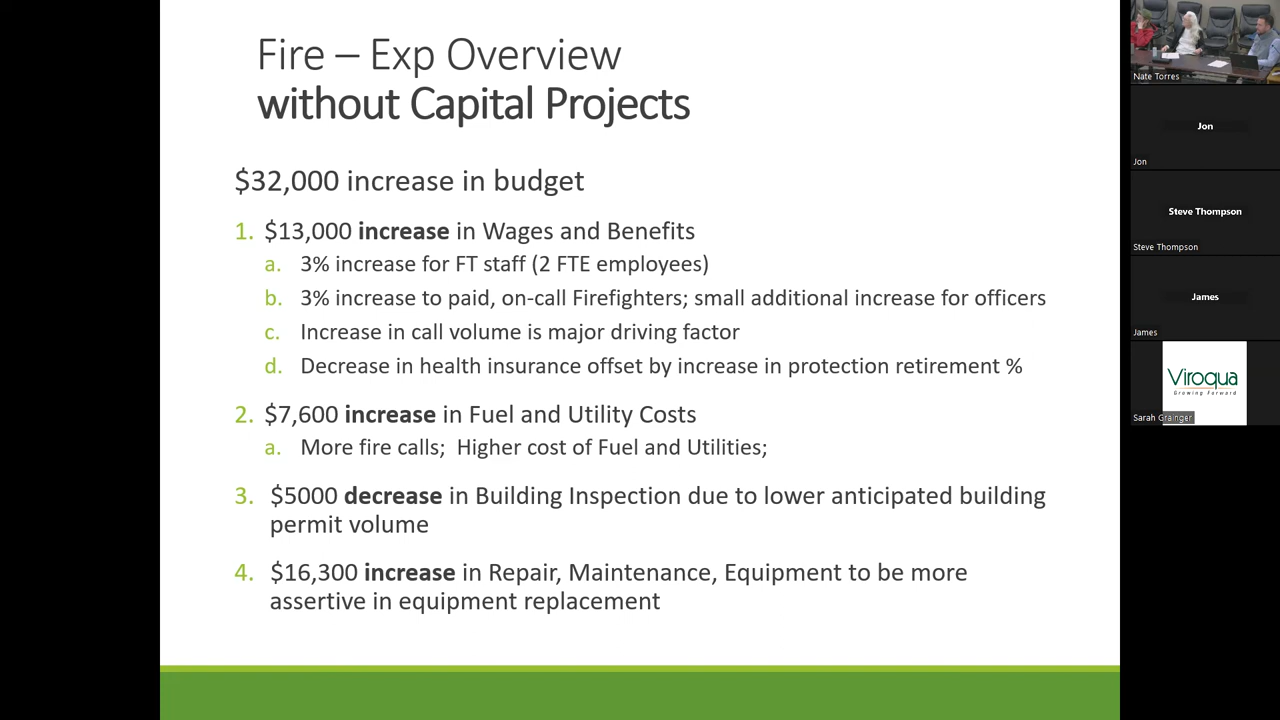 Fire – Exp Overview
without Capital Projects
$32,000 increase in budget
1. $13,000 increase in Wages and Benefits
a. 3% increase for FT staff (2 FTE employees)
b. 3% increase to paid, on-call Firefighters; small additional increase for officers
c. Increase in call volume is major driving factor
d. Decrease in health insurance offset by increase in protection retirement %
2. $7,600 increase in Fuel and Utility Costs
a. More fire calls;  Higher cost of Fuel and Utilities;
3. $5000 decrease in Building Inspection due to lower anticipated building
permit volume
4. $16,300 increase in Repair, Maintenance, Equipment to be more
assertive in equipment replacement
Nate Torres
Jon
Jon
Steve Thompson
Steve Thompson
James
James
Viroqua
Growing Forward
Sarah Grainger